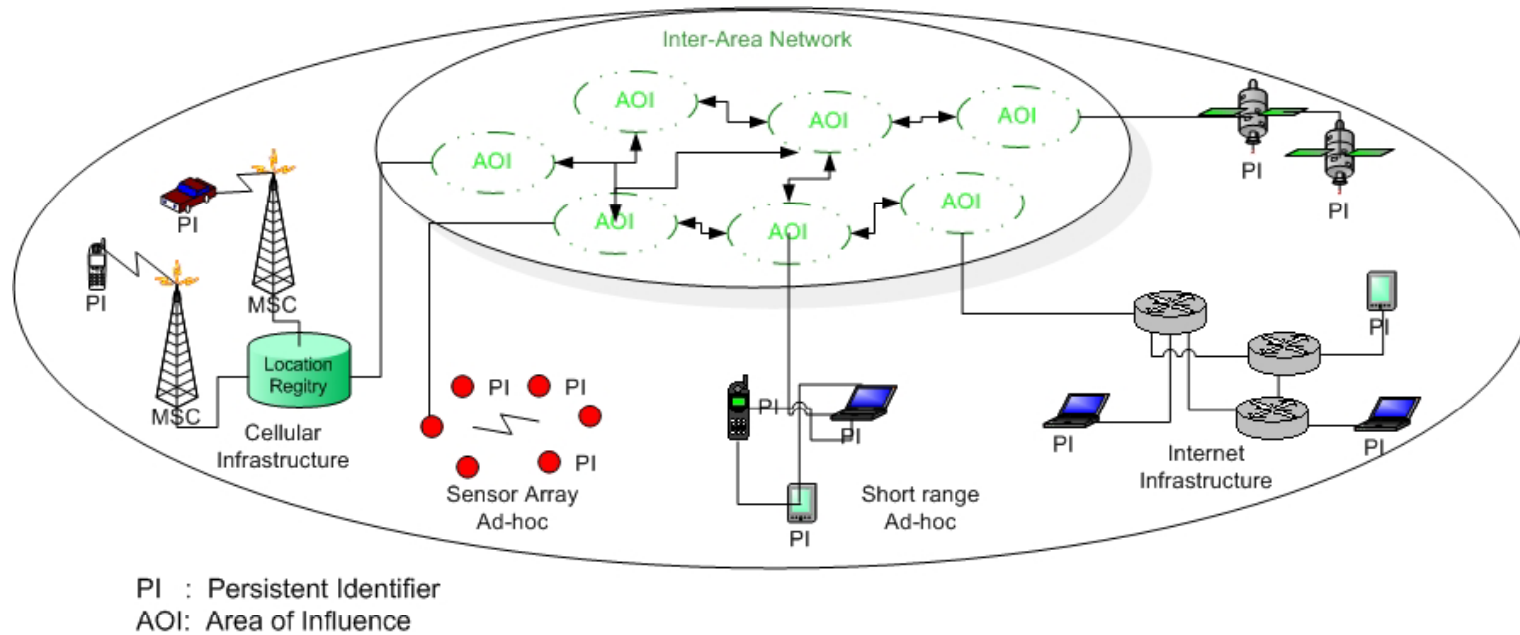 Inter-Area Network
AOI
AOI
AOI
AOI
AOI
AOI
AOI
PI
PI
PI
PI
MSC
MSC
Location
Regitry
Cellular
Infrastructure
PI
PI
PI
Sensor Array
Ad-hoc
PI
PI
PI
Short range
Ad-hoc
PI
PI
PI
Internet
Infrastructure
PI : Persistent Identifier
AOI: Area of Influence